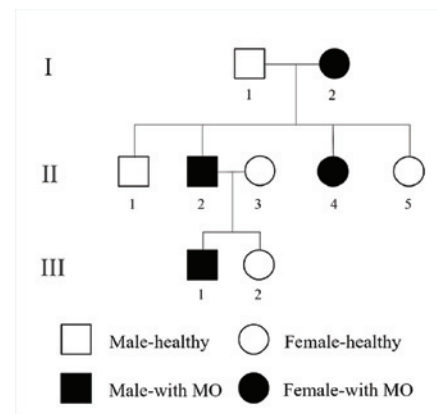 I
1 2
II
1 2 3 4 5
III
1 2
Male-healthy Female-healthy
Male-with MO Female-with MO